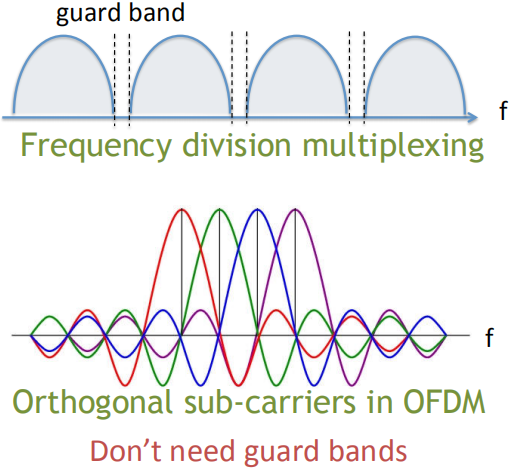 guard band
f
Frequency division multiplexing
f
Orthogonal sub-carriers in OFDM
Don't need guard bands